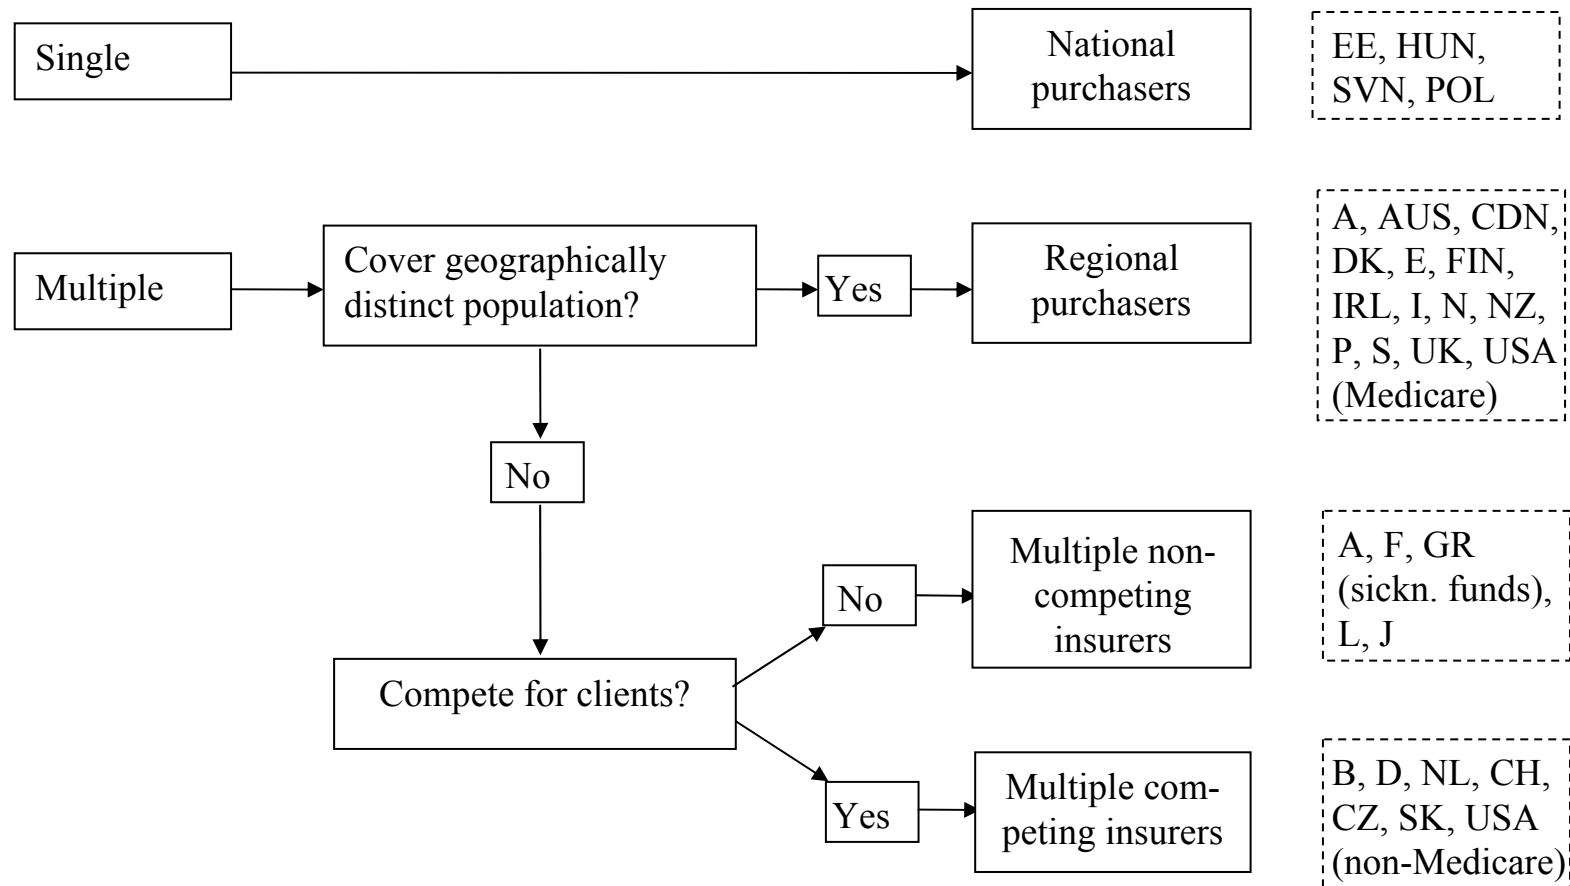 Single
National
purchasers
EE, HUN,
SVN, POL
Multiple
Cover geographically
distinct population?
Yes
Regional
purchasers
A, AUS, CDN,
DK, E, FIN,
IRL, I, N, NZ,
P, S, UK, USA
(Medicare)
No
Compete for clients?
No
Multiple non-
competing
insurers
A, F, GR
(sickn. funds),
L, J
Yes
Multiple com-
peting insurers
B, D, NL, CH,
CZ, SK, USA
(non-Medicare)